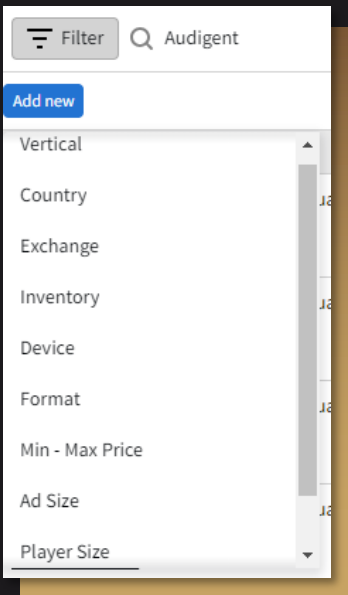 Filter Audigent
Add new
Vertical
Country
Exchange
Inventory
Device
Format
Min - Max Price
Ad Size
Player Size